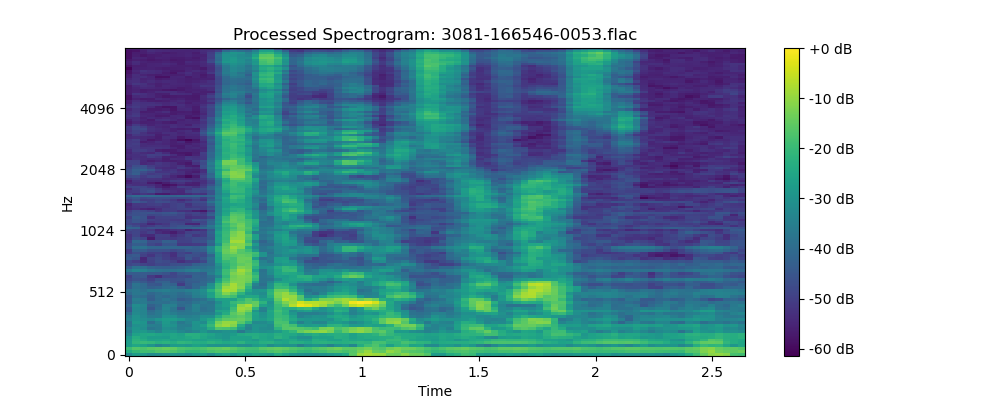 Processed Spectrogram: 3081-166546-0053.flac
Hz
4096
2048
1024
512
0
0
0.5
1
1.5
2
2.5
Time
+0 dB
-10 dB
-20 dB
-30 dB
-40 dB
-50 dB
-60 dB